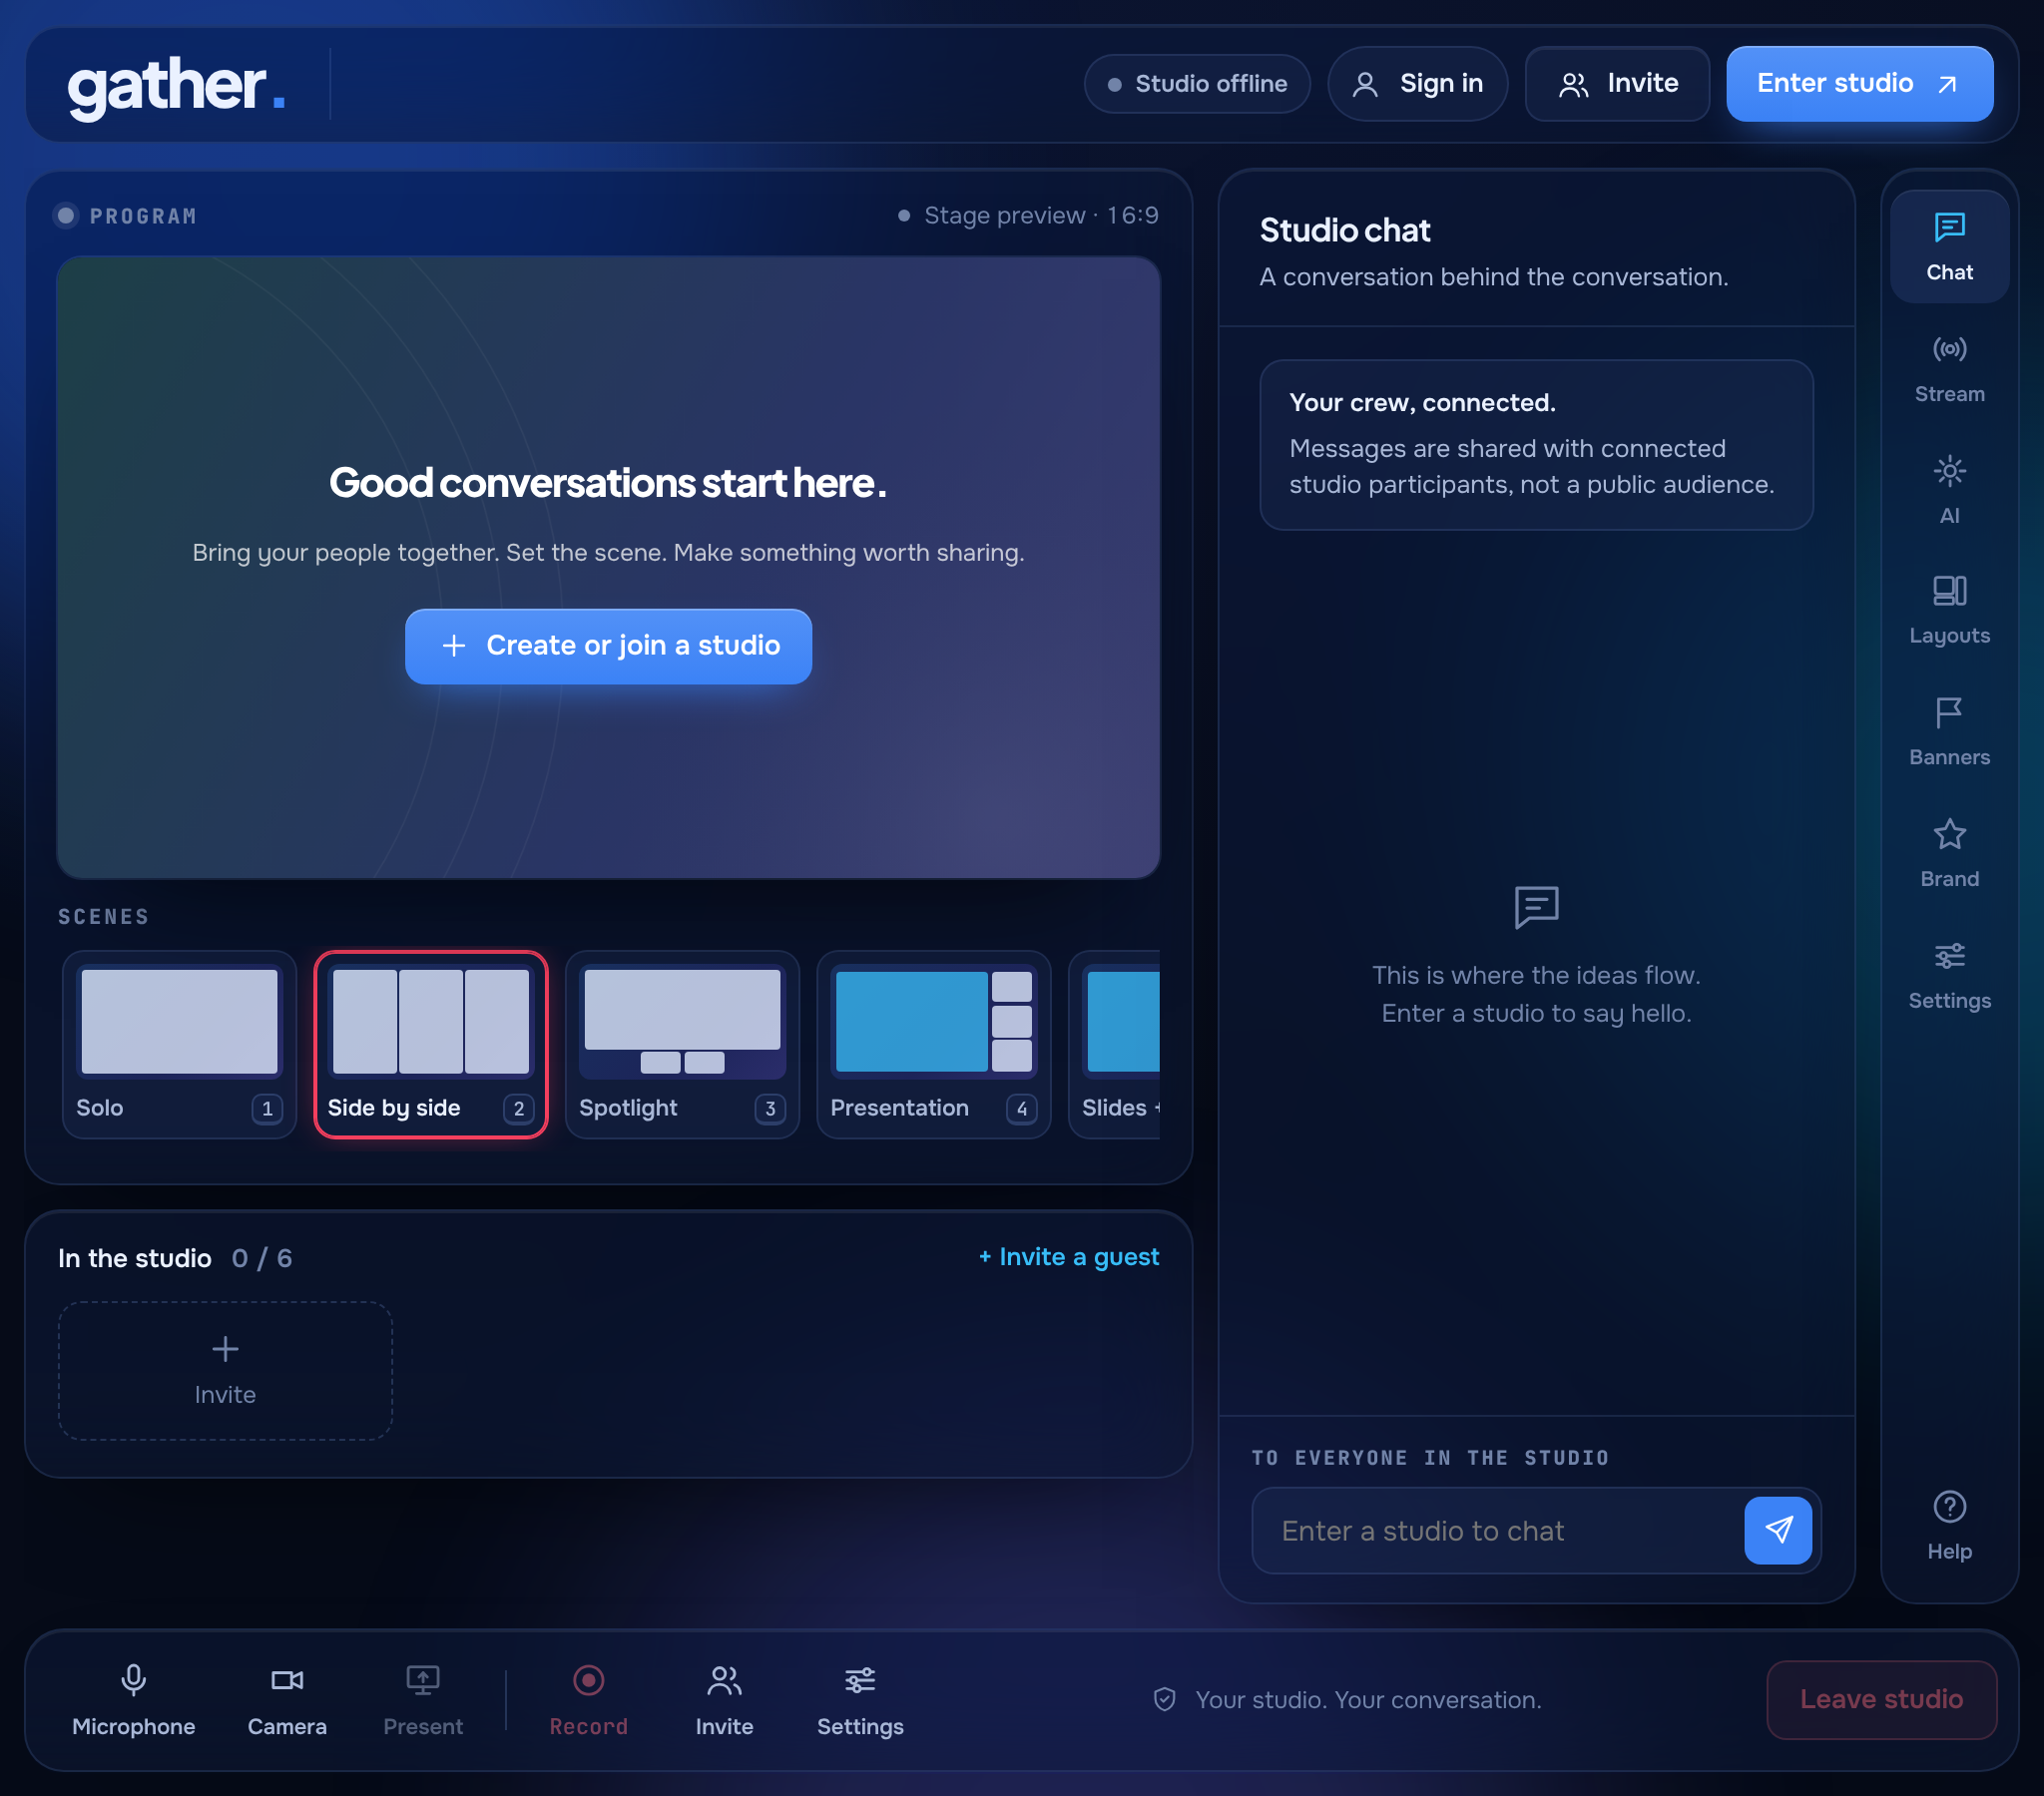 gather.
Studio offline
Sign in
Invite
Enter studio
PROGRAM
Stage preview · 16:9
Good conversations start here.
Bring your people together. Set the scene. Make something worth sharing.
Create or join a studio
SCENES
Solo 1
Side by side 2
Spotlight 3
Presentation 4
Slides +
In the studio 0 / 6
+ Invite a guest
Invite
Studio chat
A conversation behind the conversation.
Your crew, connected.
Messages are shared with connected
studio participants, not a public audience.
This is where the ideas flow.
Enter a studio to say hello.
TO EVERYONE IN THE STUDIO
Enter a studio to chat
Chat
Stream
AI
Layouts
Banners
Brand
Settings
Help
Microphone
Camera
Present
Record
Invite
Settings
Your studio. Your conversation.
Leave studio